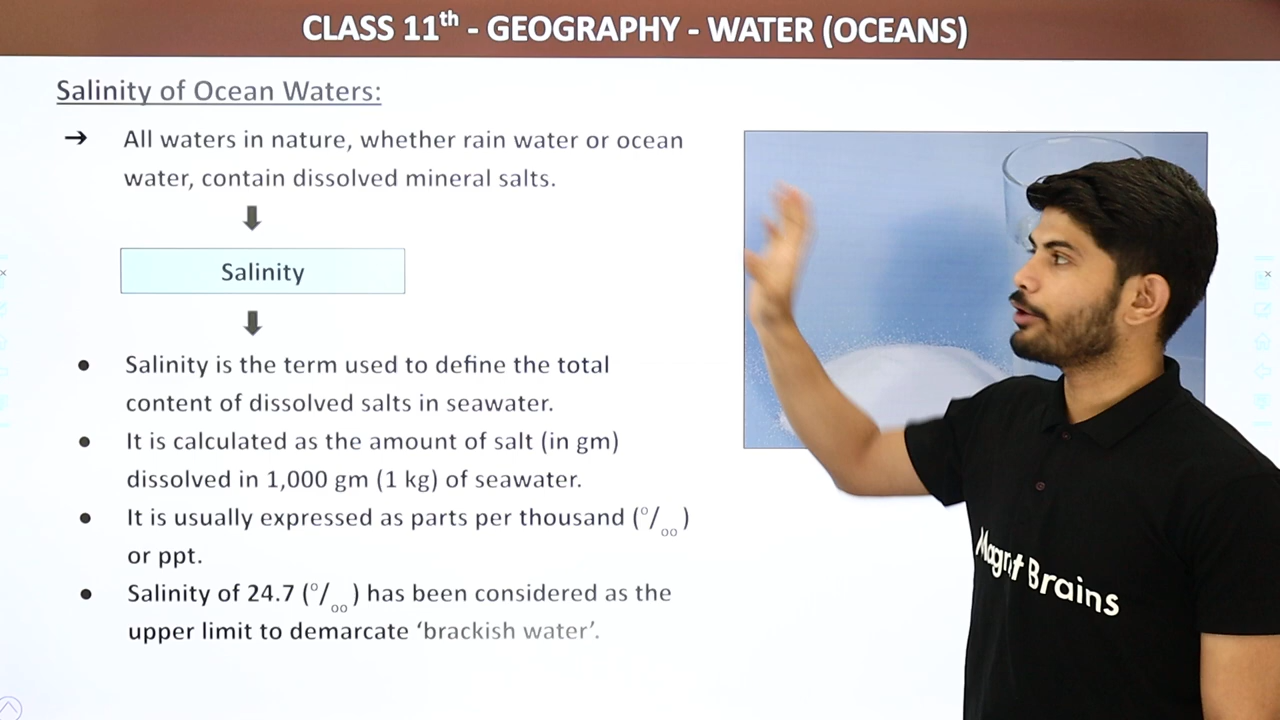 CLASS 11th - GEOGRAPHY - WATER (OCEANS)
Salinity of Ocean Waters:
→ All waters in nature, whether rain water or ocean
water, contain dissolved mineral salts.
Salinity
● Salinity is the term used to define the total
content of dissolved salts in seawater.
● It is calculated as the amount of salt (in gm)
dissolved in 1,000 gm (1 kg) of seawater.
● It is usually expressed as parts per thousand (o/oo)
or ppt.
● Salinity of 24.7 (o/oo) has been considered as the
upper limit to demarcate ‘brackish water’.
Magnet Brains